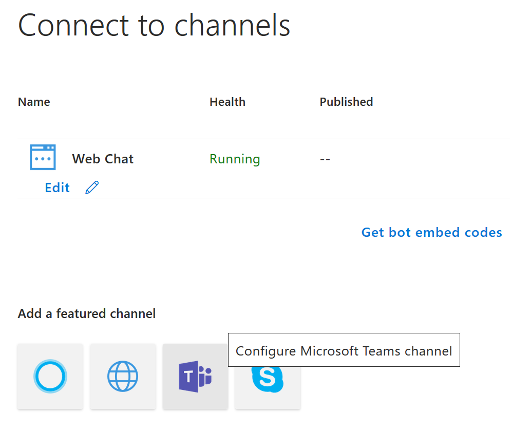 Connect to channels
Name Health Published
Web Chat Running --
Edit
Get bot embed codes
Add a featured channel
Configure Microsoft Teams channel
T S